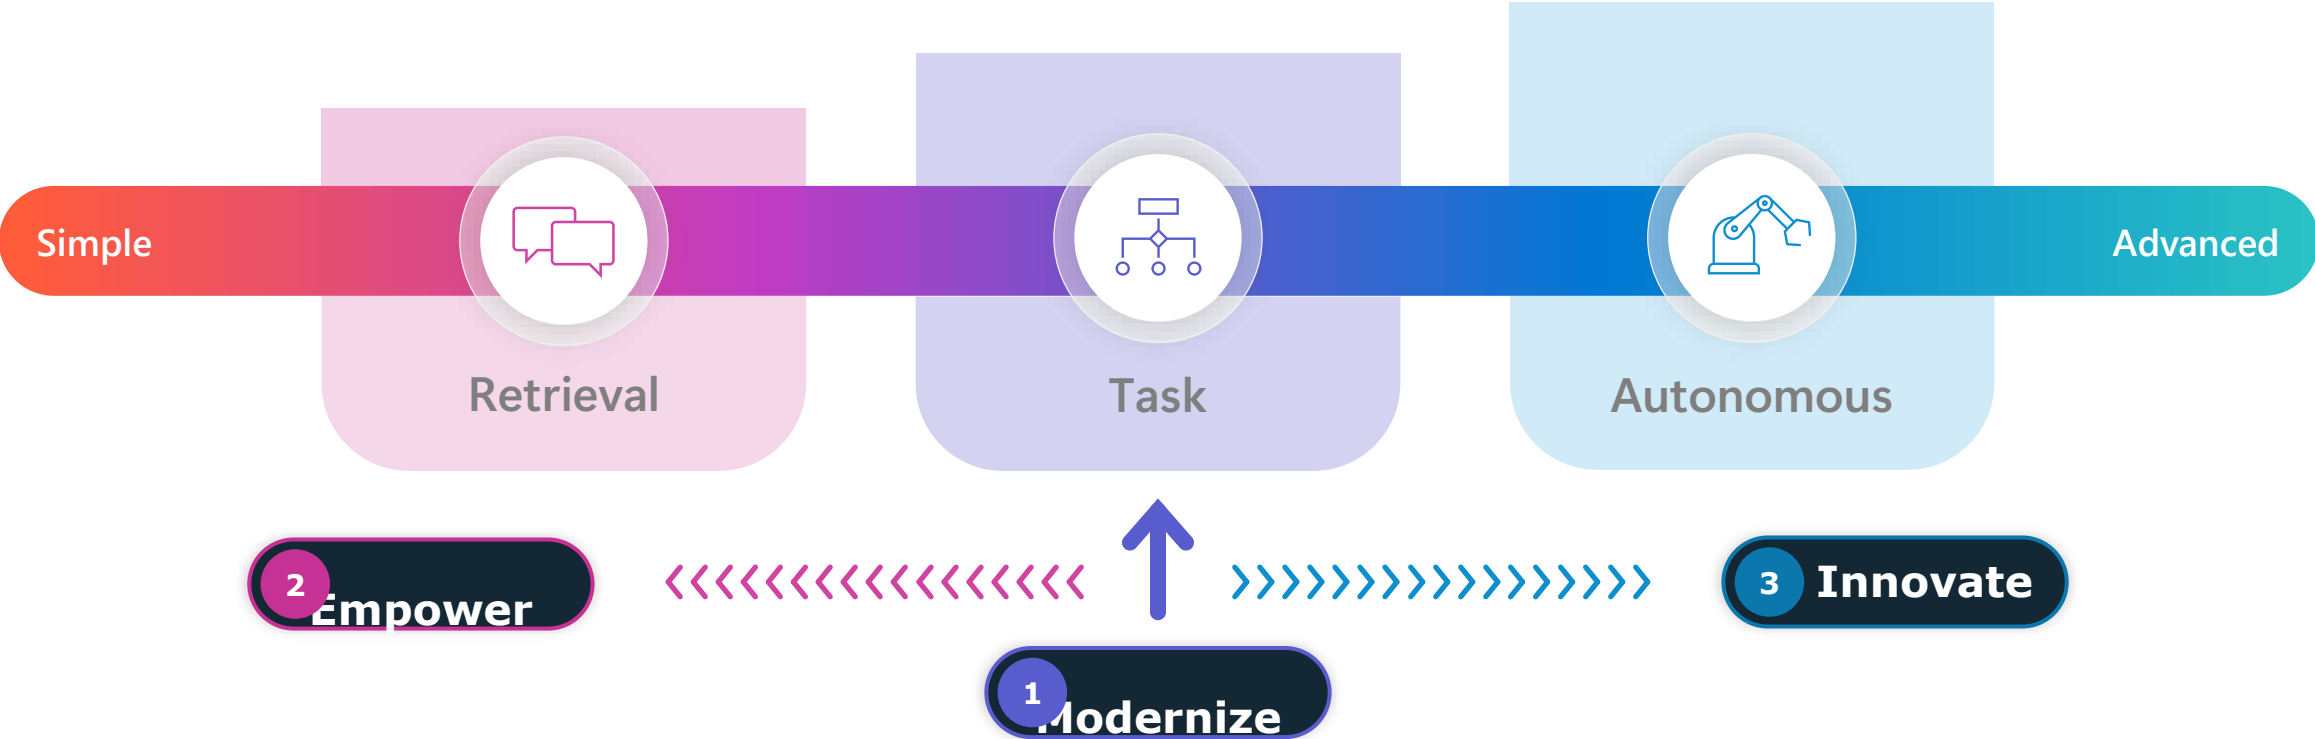 Simple
Advanced
Retrieval
Task
Autonomous
2
Empower
3
Innovate
1
Modernize